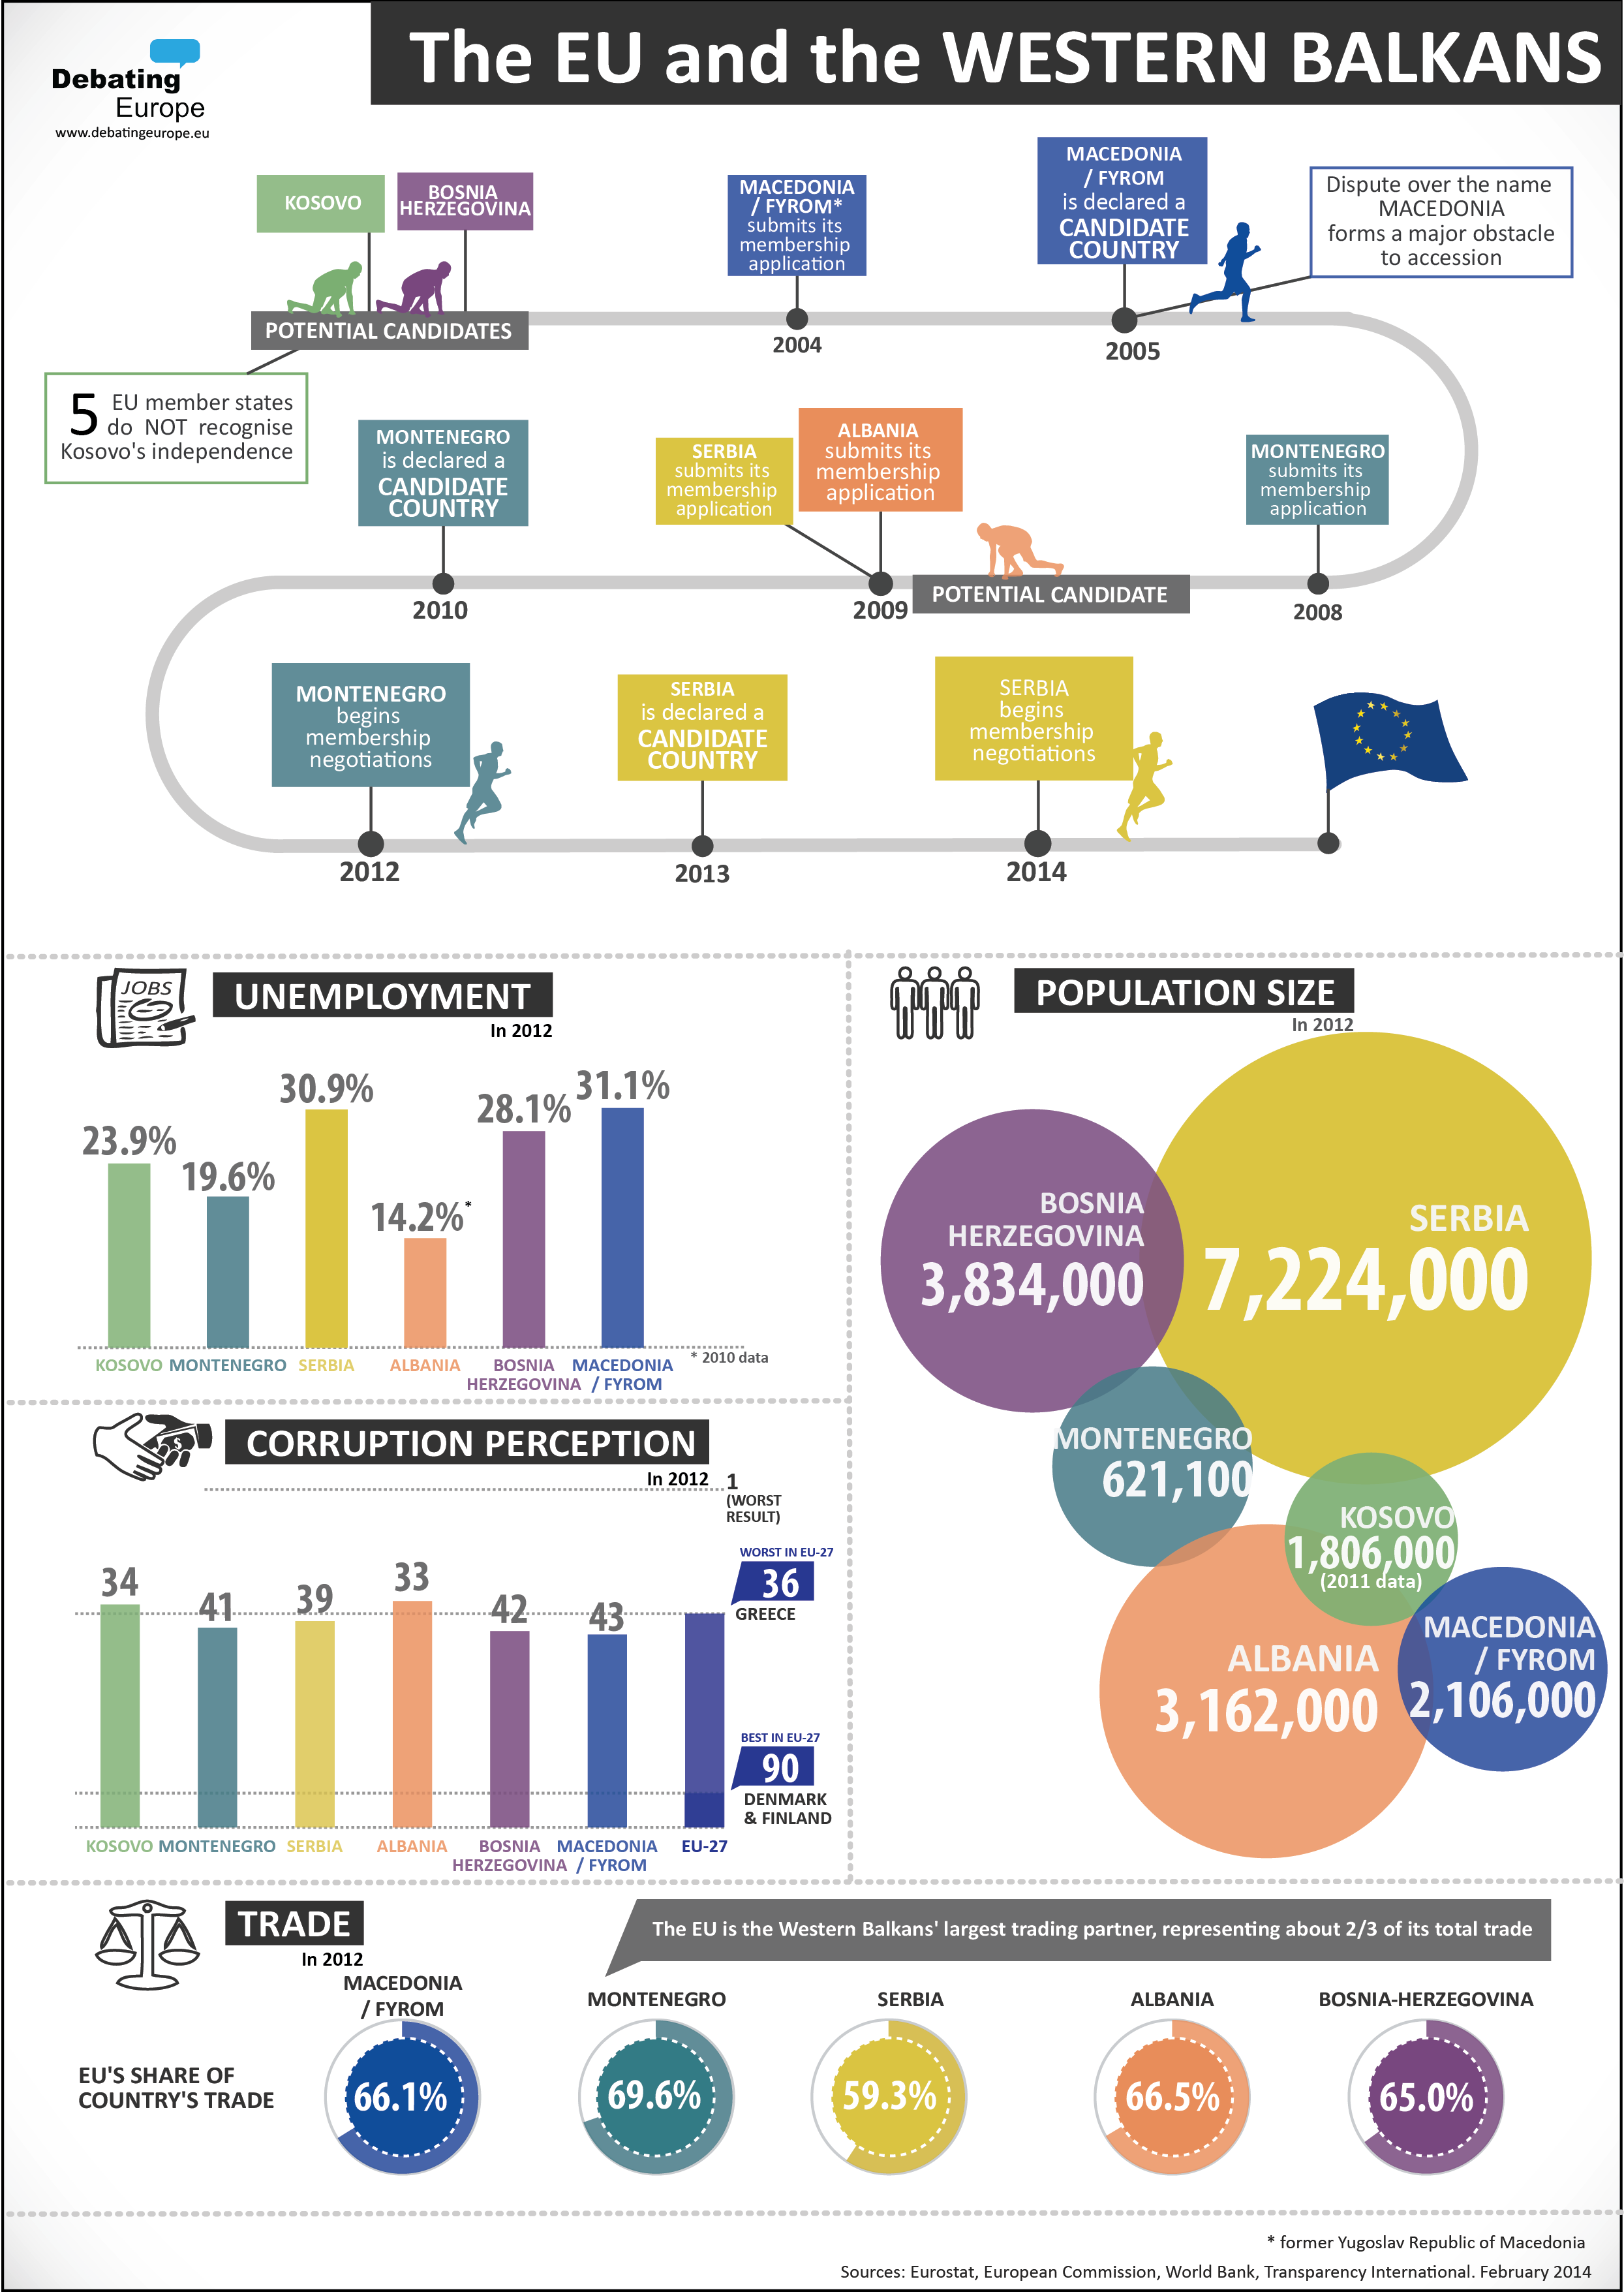 The EU and the WESTERN BALKANS
Debating
Europe
www.debatingeurope.eu
KOSOVO
BOSNIA
HERZEGOVINA
POTENTIAL CANDIDATES
5 EU member states
do NOT recognise
Kosovo's independence
MACEDONIA
/ FYROM*
submits its
membership
application
2004
MACEDONIA
/ FYROM
is declared a
CANDIDATE
COUNTRY
2005
Dispute over the name
MACEDONIA
forms a major obstacle
to accession
MONTENEGRO
submits its
membership
application
2008
POTENTIAL CANDIDATE
ALBANIA
submits its
membership
application
SERBIA
submits its
membership
application
2009
MONTENEGRO
is declared a
CANDIDATE
COUNTRY
2010
MONTENEGRO
begins
membership
negotiations
2012
SERBIA
is declared a
CANDIDATE
COUNTRY
2013
SERBIA
begins
membership
negotiations
2014
JOBS
UNEMPLOYMENT
In 2012
23.9%
19.6%
30.9%
14.2%*
28.1%
31.1%
KOSOVO
MONTENEGRO
SERBIA
ALBANIA
BOSNIA
HERZEGOVINA
MACEDONIA
/ FYROM
* 2010 data
POPULATION SIZE
In 2012
BOSNIA
HERZEGOVINA
3,834,000
SERBIA
7,224,000
MONTENEGRO
621,100
KOSOVO
1,806,000
(2011 data)
ALBANIA
3,162,000
MACEDONIA
/ FYROM
2,106,000
$
CORRUPTION PERCEPTION
In 2012
1
(WORST
RESULT)
34
41
39
33
42
43
WORST IN EU-27
36
GREECE
BEST IN EU-27
90
DENMARK
& FINLAND
KOSOVO
MONTENEGRO
SERBIA
ALBANIA
BOSNIA
HERZEGOVINA
MACEDONIA
/ FYROM
EU-27
TRADE
In 2012
The EU is the Western Balkans' largest trading partner, representing about 2/3 of its total trade
EU'S SHARE OF
COUNTRY'S TRADE
MACEDONIA
/ FYROM
66.1%
MONTENEGRO
69.6%
SERBIA
59.3%
ALBANIA
66.5%
BOSNIA-HERZEGOVINA
65.0%
* former Yugoslav Republic of Macedonia
Sources: Eurostat, European Commission, World Bank, Transparency International. February 2014